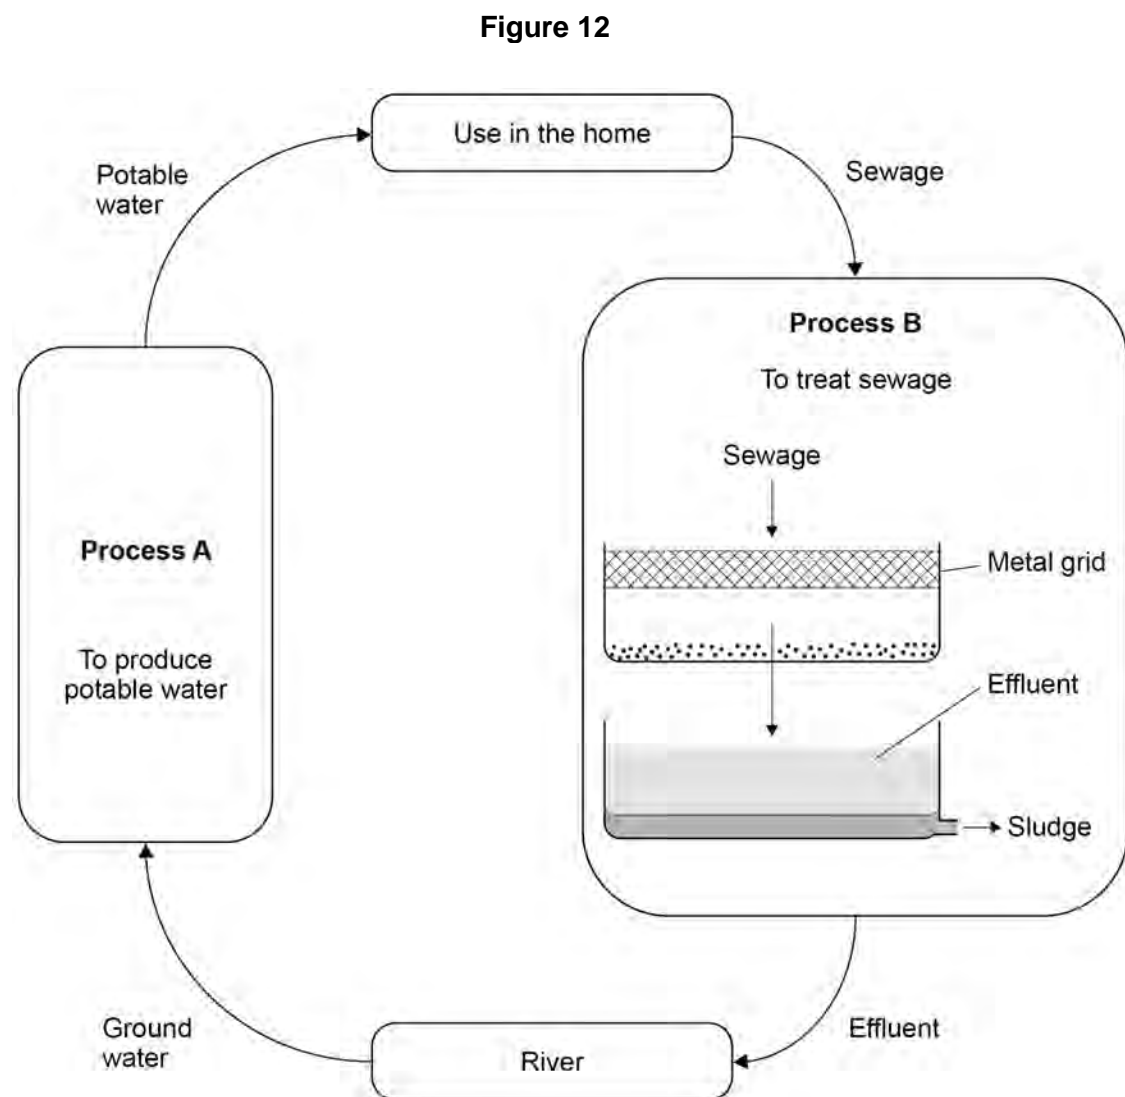 Figure 12
Use in the home
Potable
water
Sewage
Process B
To treat sewage
Sewage
Metal grid
Effluent
Sludge
Process A
To produce
potable water
Ground
water
River
Effluent